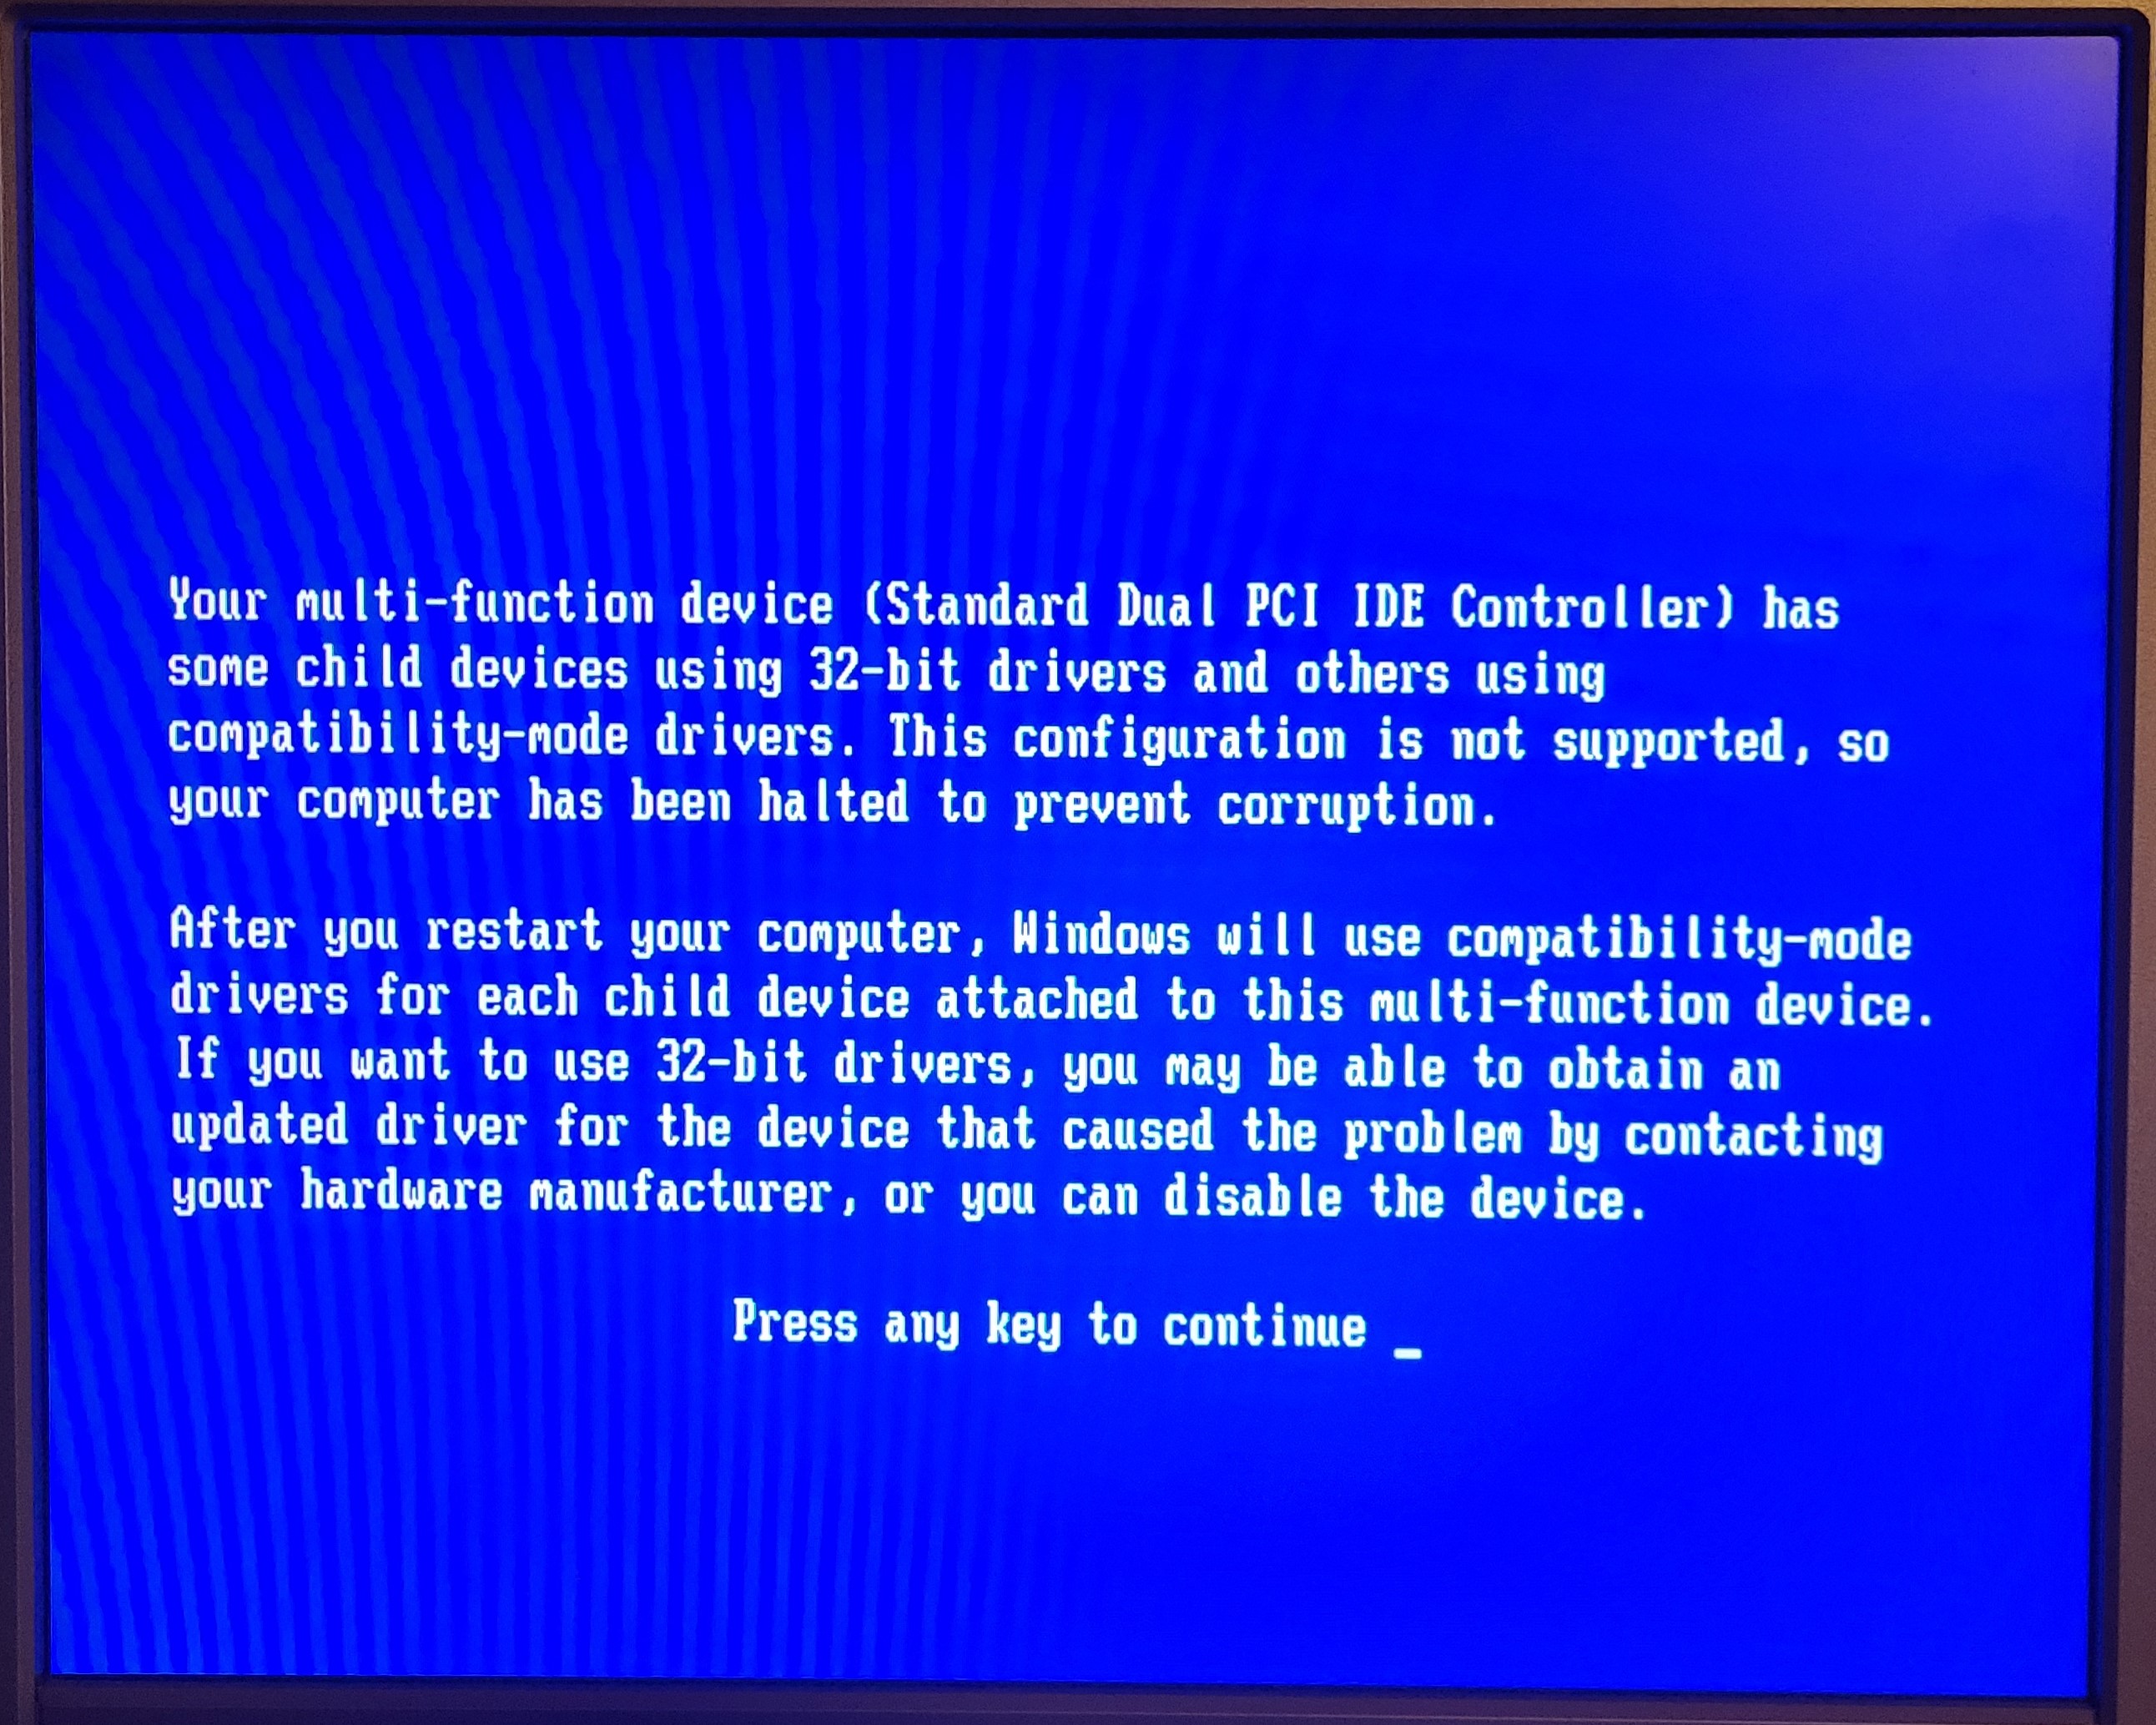 Your multi-function device (Standard Dual PCI IDE Controller) has
some child devices using 32-bit drivers and others using
compatibility-mode drivers. This configuration is not supported, so
your computer has been halted to prevent corruption.
After you restart your computer, Windows will use compatibility-mode
drivers for each child device attached to this multi-function device.
If you want to use 32-bit drivers, you may be able to obtain an
updated driver for the device that caused the problem by contacting
your hardware manufacturer, or you can disable the device.
Press any key to continue _